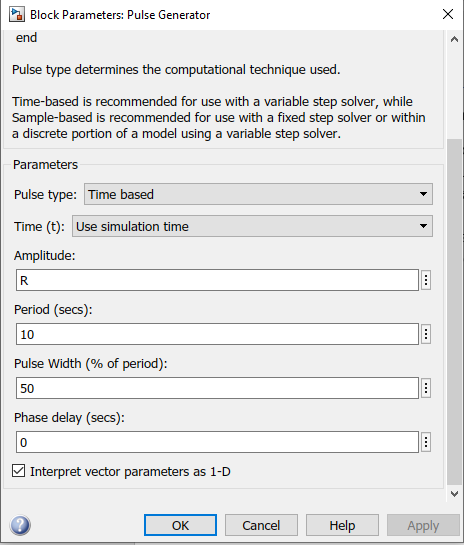 Block Parameters: Pulse Generator
end
Pulse type determines the computational technique used.
Time-based is recommended for use with a variable step solver, while
Sample-based is recommended for use with a fixed step solver or within
a discrete portion of a model using a variable step solver.
Parameters
Pulse type: Time based
Time (t): Use simulation time
Amplitude:
R
Period (secs):
10
Pulse Width (% of period):
50
Phase delay (secs):
0
Interpret vector parameters as 1-D
OK Cancel Help Apply